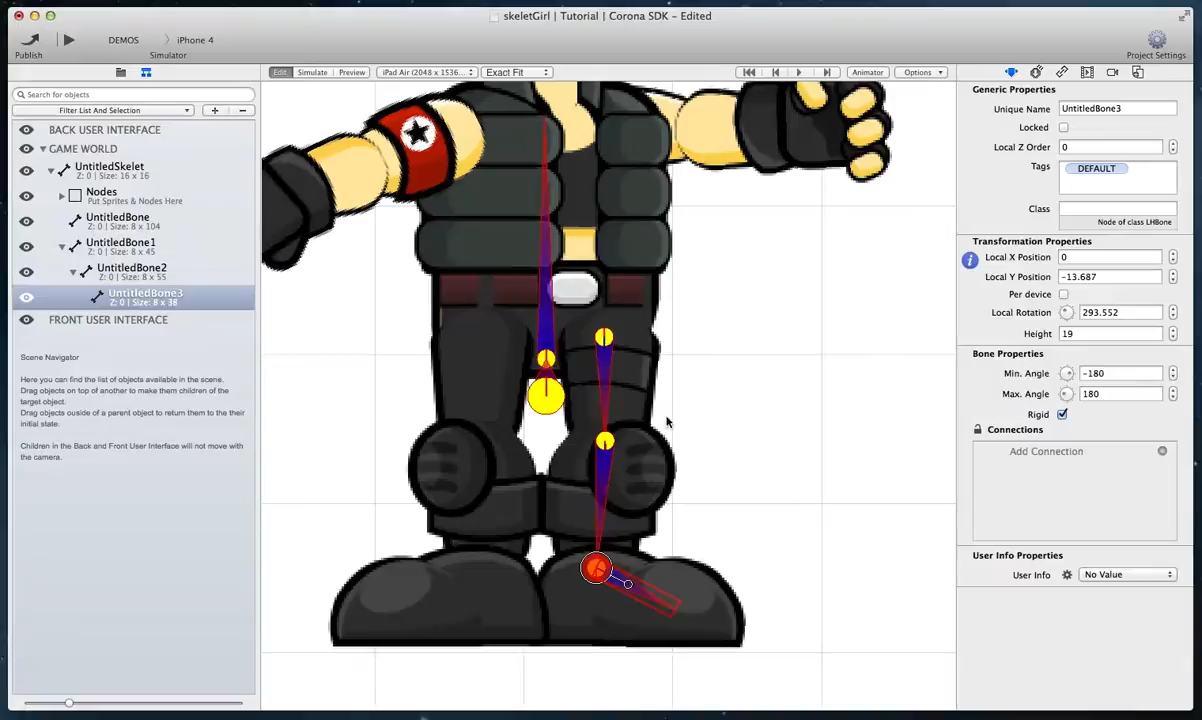 skeletGirl | Tutorial | Corona SDK - Edited
DEMOS
iPhone 4
Publish
Simulator
Project Settings
Edit
Simulate
Preview
iPad Air (2048 x 1536...
Exact Fit
Animator
Options
Search for objects
Filter List And Selection
BACK USER INTERFACE
GAME WORLD
UntitledSkelet
Z: 0 | Size: 16 x 16
Nodes
Put Sprites & Nodes Here
UntitledBone
Z: 0 | Size: 8 x 104
UntitledBone1
Z: 0 | Size: 8 x 45
UntitledBone2
Z: 0 | Size: 8 x 55
UntitledBone3
Z: 0 | Size: 8 x 38
FRONT USER INTERFACE
Scene Navigator
Here you can find the list of objects available in the scene.
Drag objects on top of another to make them children of the
target object.
Drag objects ouside of a parent object to return them to the their
initial state.
Children in the Back and Front User Interface will not move with
the camera.
Generic Properties
Unique Name UntitledBone3
Locked
Local Z Order 0
Tags DEFAULT
Class
Node of class LHBone
Transformation Properties
Local X Position 0
Local Y Position -13.687
Per device
Local Rotation 293.552
Height 19
Bone Properties
Min. Angle -180
Max. Angle 180
Rigid
Connections
Add Connection
User Info Properties
User Info No Value